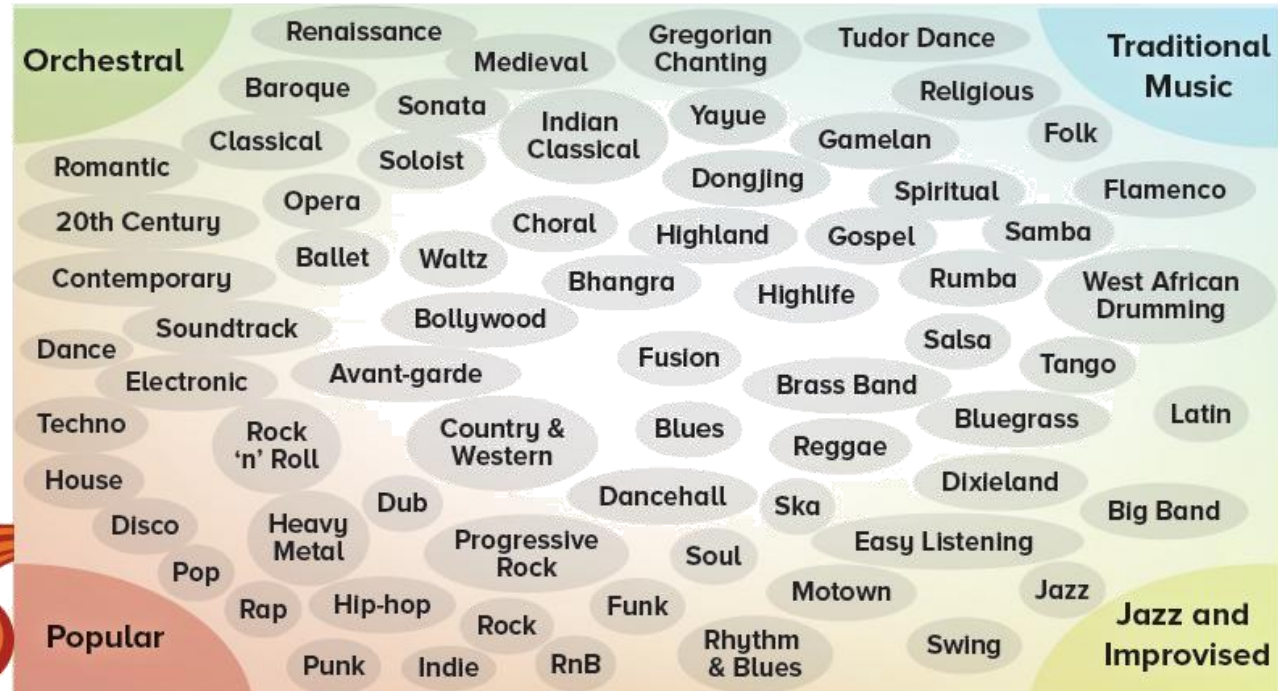 Orchestral
Renaissance
Medieval
Gregorian
Chanting
Tudor Dance
Traditional
Music
Baroque
Sonata
Indian
Classical
Yayue
Religious
Classical
Soloist
Gamelan
Folk
Romantic
Opera
Dongjing
Spiritual
Flamenco
20th Century
Choral
Highland
Gospel
Samba
Contemporary
Ballet
Waltz
Bhangra
Highlife
Rumba
West African
Drumming
Soundtrack
Bollywood
Dance
Fusion
Salsa
Tango
Electronic
Avant-garde
Brass Band
Techno
Rock
‘n’ Roll
Country &
Western
Blues
Reggae
Bluegrass
Latin
House
Dub
Dancehall
Ska
Dixieland
Big Band
Disco
Heavy
Metal
Progressive
Rock
Soul
Easy Listening
Pop
Rap
Hip-hop
Rock
Funk
Motown
Jazz
Popular
Punk
Indie
RnB
Rhythm
& Blues
Swing
Jazz and
Improvised